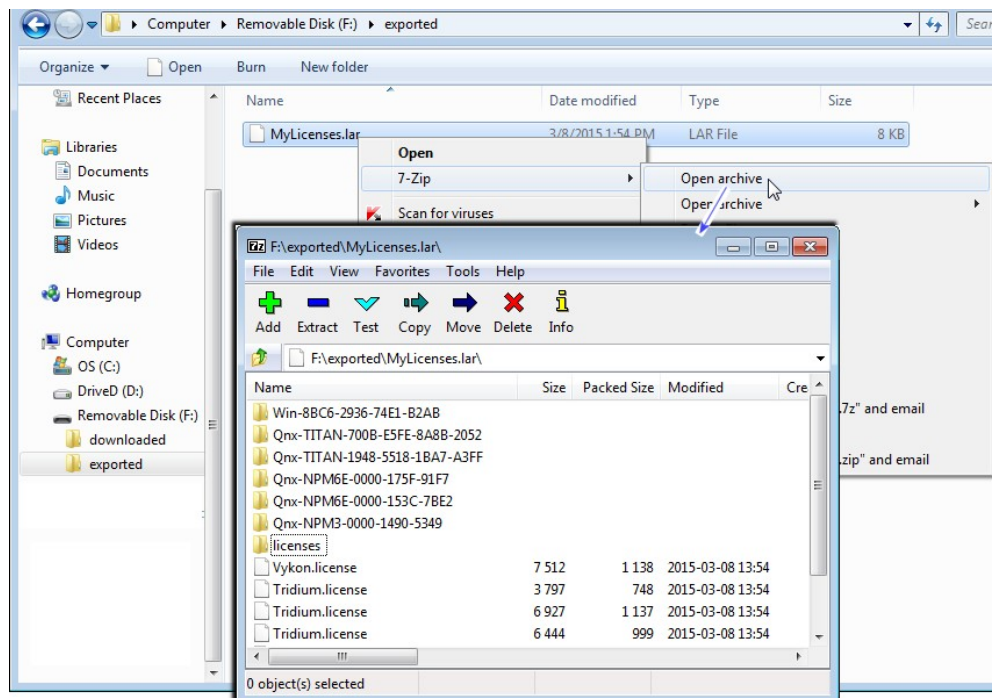 Computer ▸ Removable Disk (F:) ▸ exported
Organize Open Burn New folder
Recent Places
Libraries
Documents
Music
Pictures
Videos
Homegroup
Computer
OS (C:)
DriveD (D:)
Removable Disk (F:)
downloaded
exported
Name Date modified Type Size
MyLicenses.lar 3/8/2015 1:54 PM LAR File 8 KB
Open
7-Zip
Scan for viruses
Open archive
Open archive
.7z" and email
.zip" and email
F:\exported\MyLicenses.lar\
File Edit View Favorites Tools Help
Add Extract Test Copy Move Delete Info
F:\exported\MyLicenses.lar\
Name Size Packed Size Modified Cre
Win-8BC6-2936-74E1-B2AB
Qnx-TITAN-700B-E5FE-8A8B-2052
Qnx-TITAN-1948-5518-1BA7-A3FF
Qnx-NPM6E-0000-175F-91F7
Qnx-NPM6E-0000-153C-7BE2
Qnx-NPM3-0000-1490-5349
licenses
Vykon.license 7 512 1 138 2015-03-08 13:54
Tridium.license 3 797 748 2015-03-08 13:54
Tridium.license 6 927 1 137 2015-03-08 13:54
Tridium.license 6 444 999 2015-03-08 13:54
0 object(s) selected